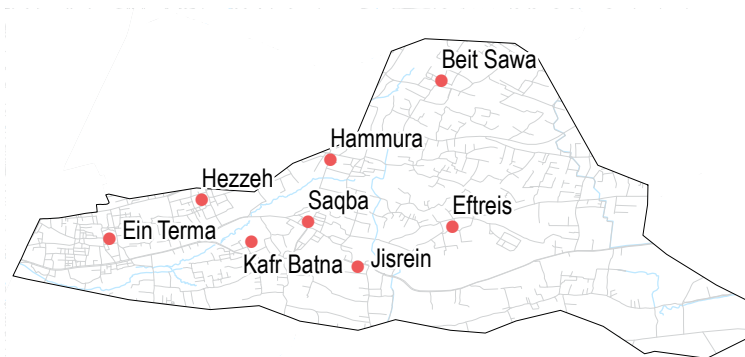 Beit Sawa
Hammura
Hezzeh
Saqba
Eftreis
Ein Terma
Kafr Batna
Jisrein